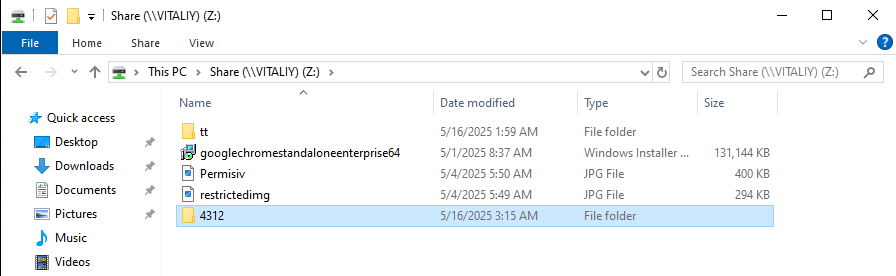 Share (\\VITALIY) (Z:)
File Home Share View
This PC > Share (\\VITALIY) (Z:) > Search Share (\\VITALIY) (Z:)
Name Date modified Type Size
Quick access
Desktop
Downloads
Documents
Pictures
Music
Videos
tt 5/16/2025 1:59 AM File folder
googlechromestandaloneenterprise64 5/1/2025 8:37 AM Windows Installer ... 131,144 KB
Permisiv 5/4/2025 5:50 AM JPG File 400 KB
restrictedimg 5/4/2025 5:49 AM JPG File 294 KB
4312 5/16/2025 3:15 AM File folder